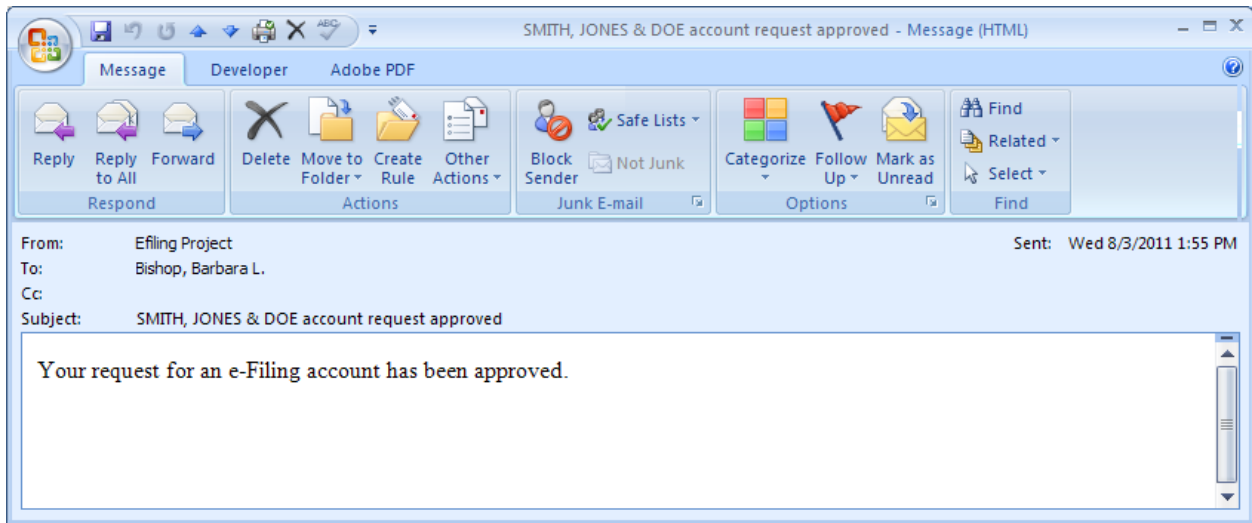 SMITH, JONES & DOE account request approved - Message (HTML)
Message Developer Adobe PDF
Reply Reply to All Forward
Respond
Delete Move to Folder Create Rule Other Actions
Actions
Block Sender Safe Lists Not Junk
Junk E-mail
Categorize Follow Up Mark as Unread
Options
Find Related Select
Find
From: Efiling Project Sent: Wed 8/3/2011 1:55 PM
To: Bishop, Barbara L.
Cc:
Subject: SMITH, JONES & DOE account request approved
Your request for an e-Filing account has been approved.